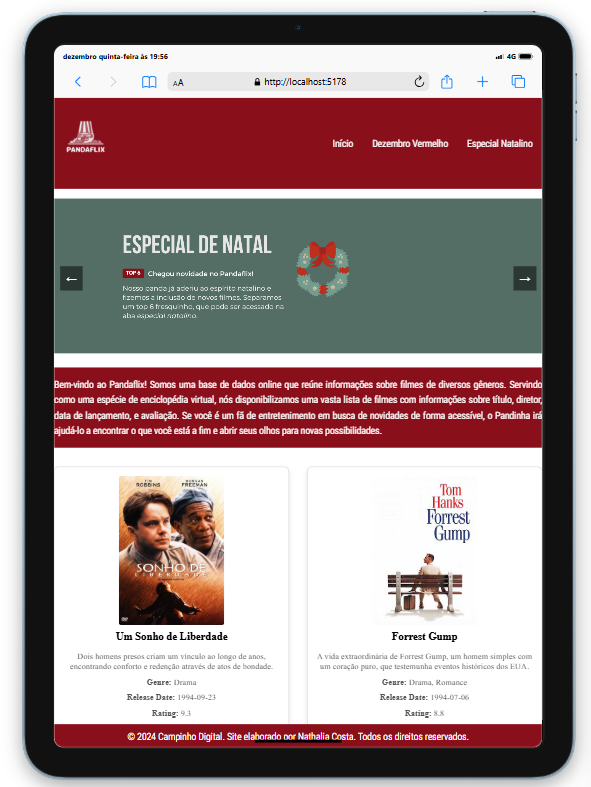 dezembro quinta-feira às 19:56
4G
AA
http://localhost:5178
PANDAFLIX
Início Dezembro Vermelho Especial Natalino
ESPECIAL DE NATAL
TOP 6 Chegou novidade no Pandaflix!
Nosso panda já aderiu ao espírito natalino e
fizemos a inclusão de novos filmes. Separamos
um top 6 fresquinho, que pode ser acessado na
aba especial natalino.
← →
Bem-vindo ao Pandaflix! Somos uma base de dados online que reúne informações sobre filmes de diversos gêneros. Servindo
como uma espécie de enciclopédia virtual, nós disponibilizamos uma vasta lista de filmes com informações sobre título, diretor,
data de lançamento, e avaliação. Se você é um fã de entretenimento em busca de novidades de forma acessível, o Pandinha irá
ajudá-lo a encontrar o que você está a fim e abrir seus olhos para novas possibilidades.
TIM ROBBINS MORGAN FREEMAN
SONHO DE
LIBERDADE
Um Sonho de Liberdade
Dois homens presos criam um vínculo ao longo de anos,
encontrando conforto e redenção através de atos de bondade.
Genre: Drama
Release Date: 1994-09-23
Rating: 9.3
Tom
Hanks
Forrest
Gump
Forrest Gump
A vida extraordinária de Forrest Gump, um homem simples com
um coração puro, que testemunha eventos históricos dos EUA.
Genre: Drama, Romance
Release Date: 1994-07-06
Rating: 8.8
© 2024 Campinho Digital. Site elaborado por Nathalia Costa. Todos os direitos reservados.